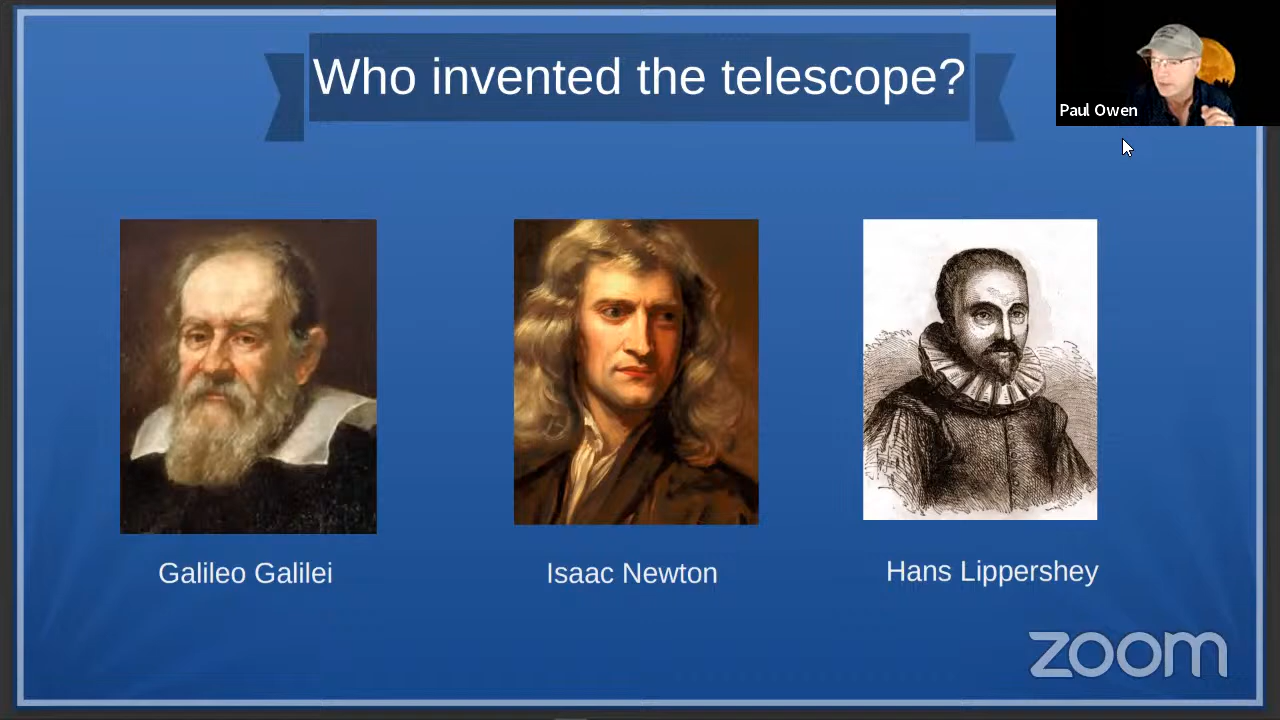 Who invented the telescope?
Paul Owen
Galileo Galilei
Isaac Newton
Hans Lippershey
zoom